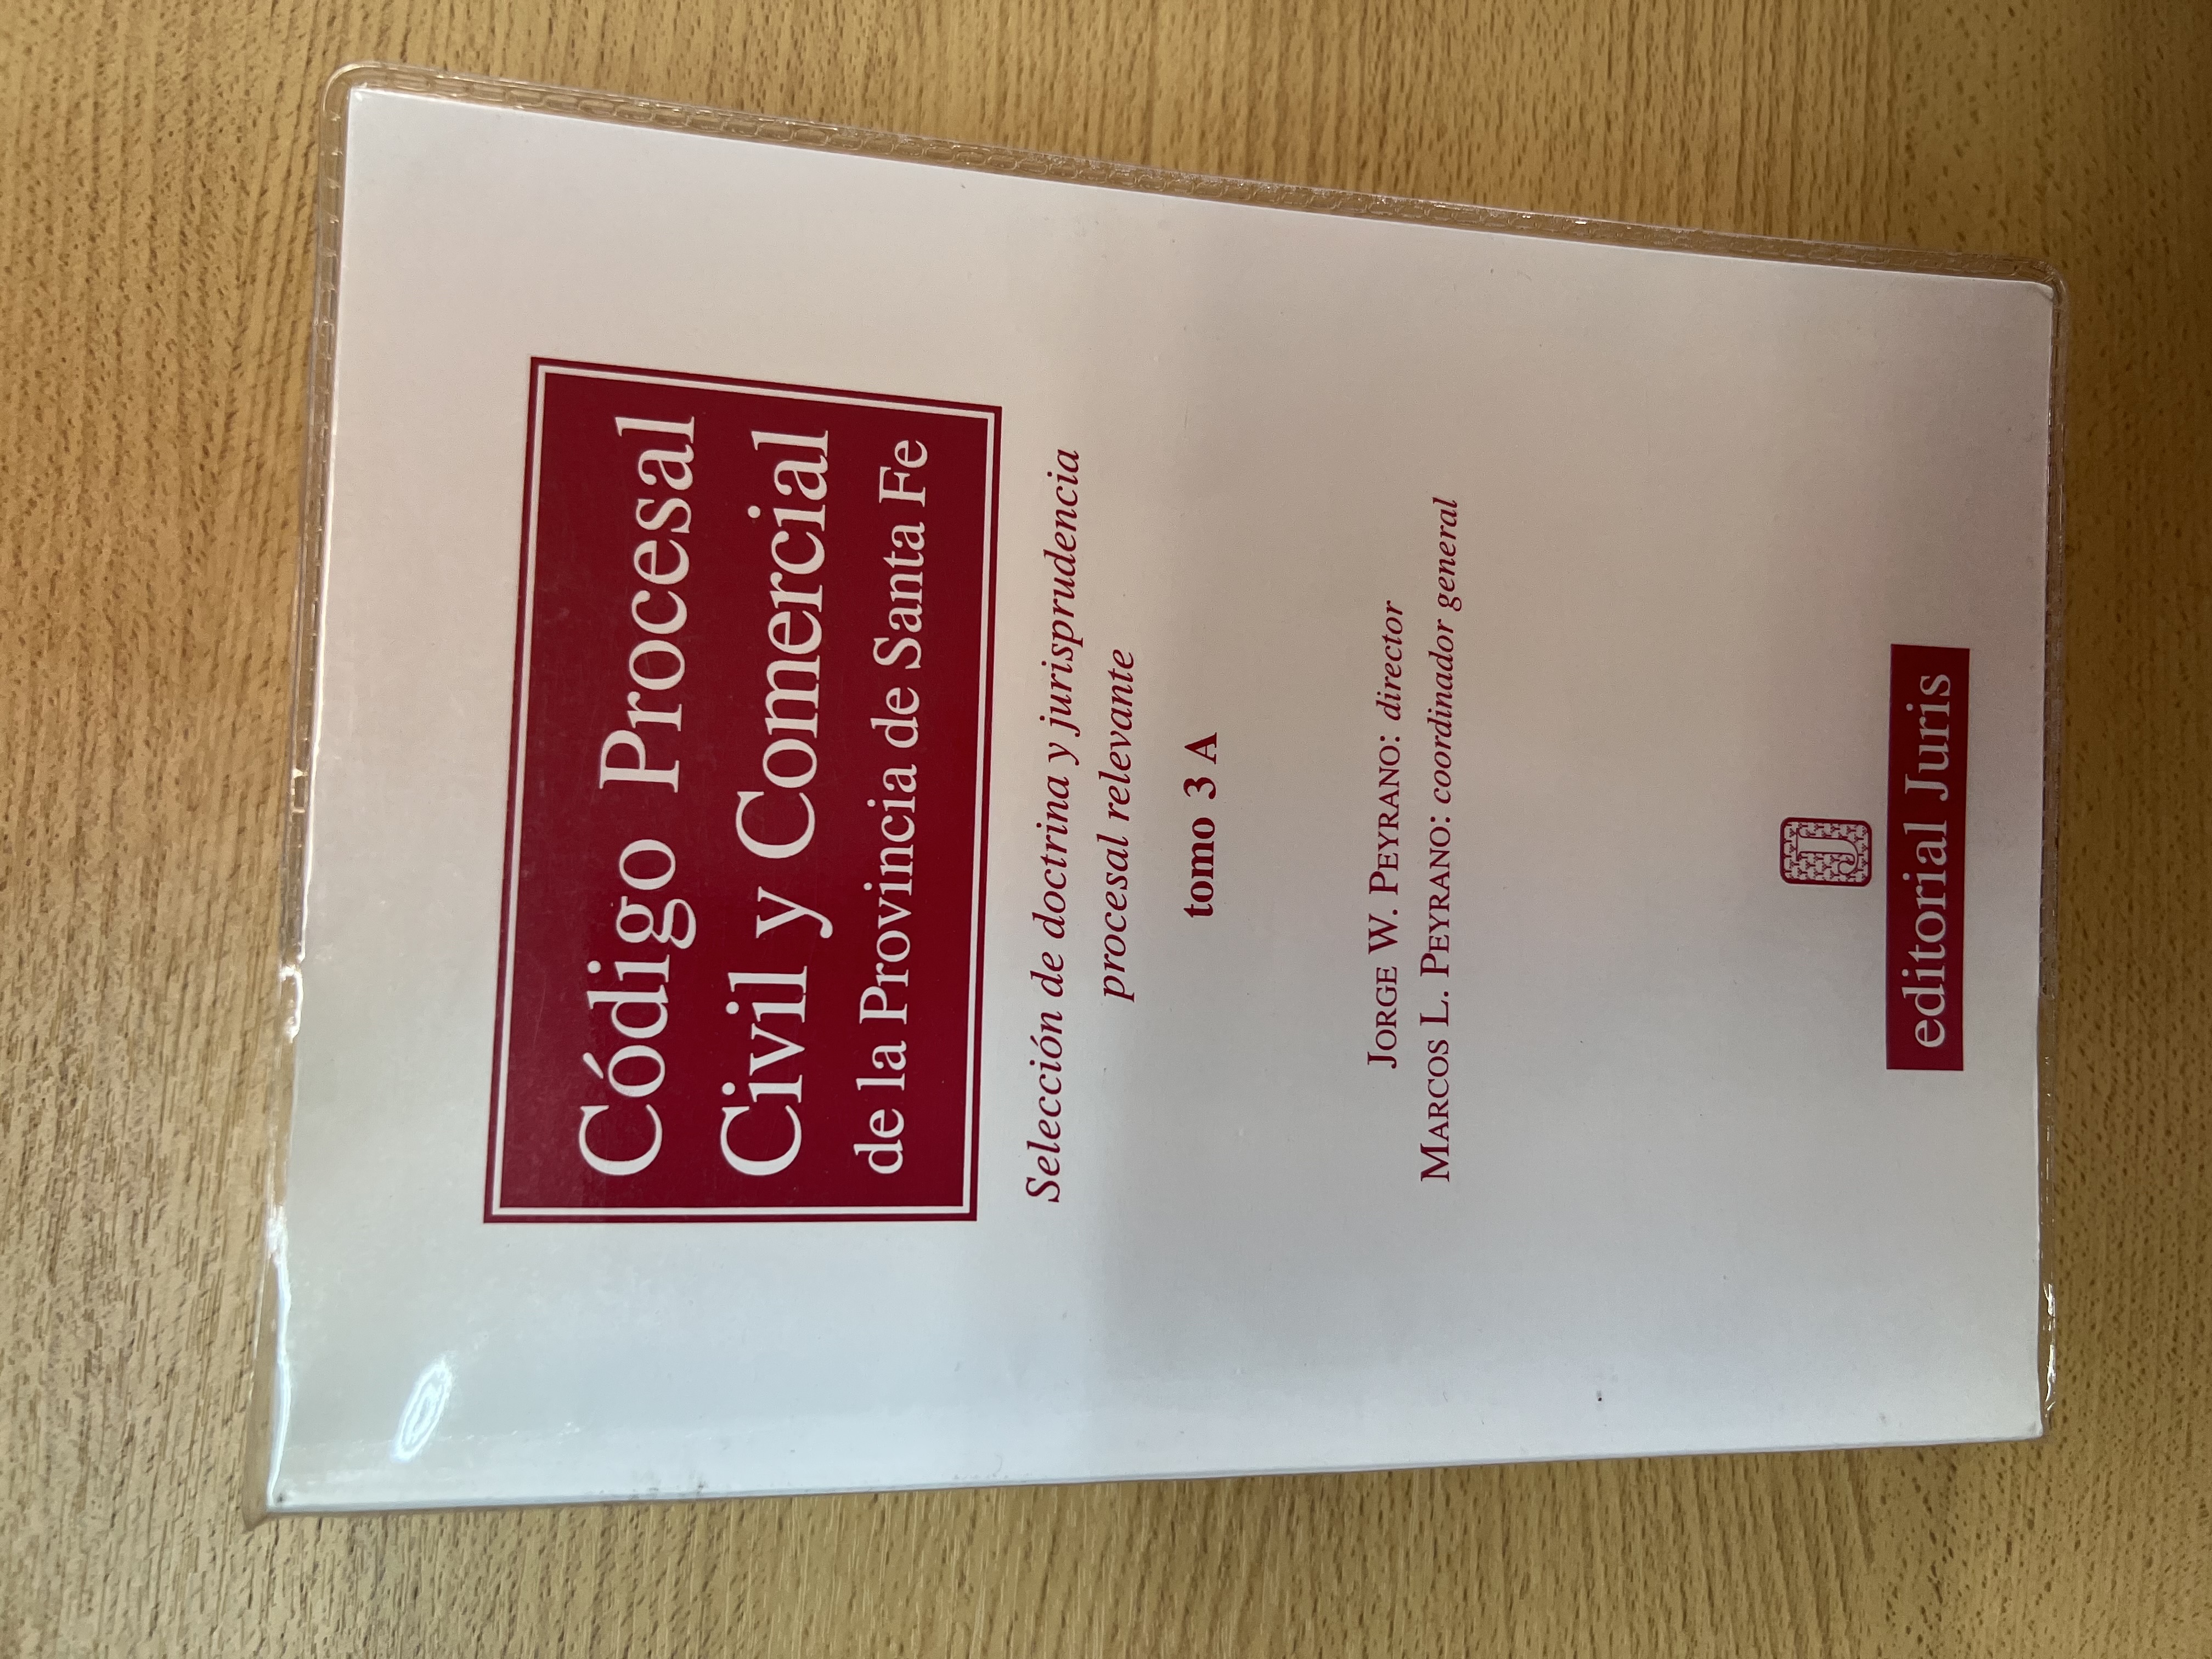 Código Procesal
Civil y Comercial
de la Provincia de Santa Fe
Selección de doctrina y jurisprudencia
procesal relevante
tomo 3 A
JORGE W. PEYRANO: director
MARCOS L. PEYRANO: coordinador general
J
editorial Juris